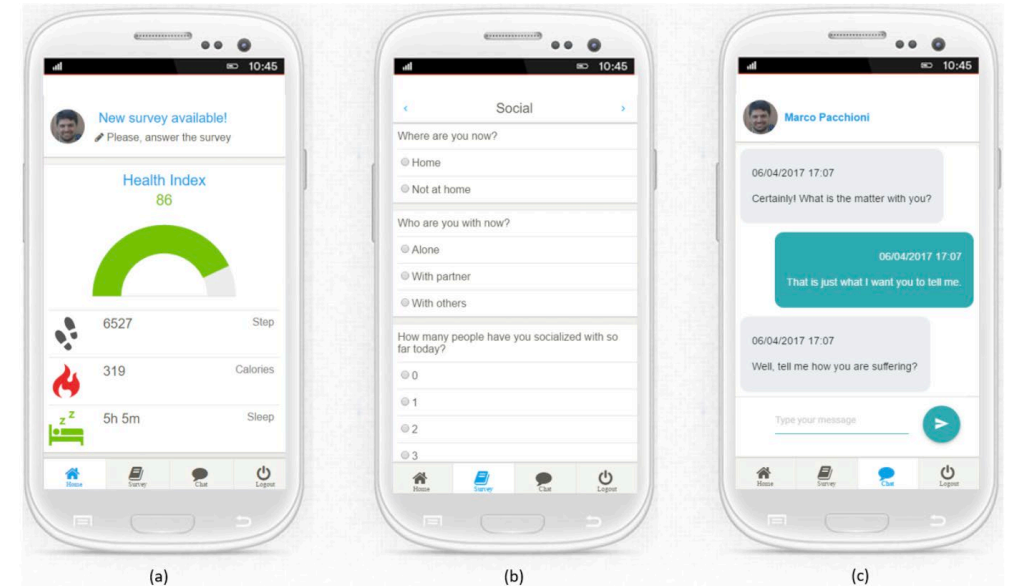 10:45
New survey available!
Please, answer the survey
Health Index
86
6527 Step
319 Calories
z z
5h 5m Sleep
Home Survey Chat Logout
(a)
10:45
‹ Social ›
Where are you now?
Home
Not at home
Who are you with now?
Alone
With partner
With others
How many people have you socialized with so
far today?
0
1
2
3
Home Survey Chat Logout
(b)
10:45
Marco Pacchioni
06/04/2017 17:07
Certainly! What is the matter with you?
06/04/2017 17:07
That is just what I want you to tell me.
06/04/2017 17:07
Well, tell me how you are suffering?
Type your message
Home Survey Chat Logout
(c)